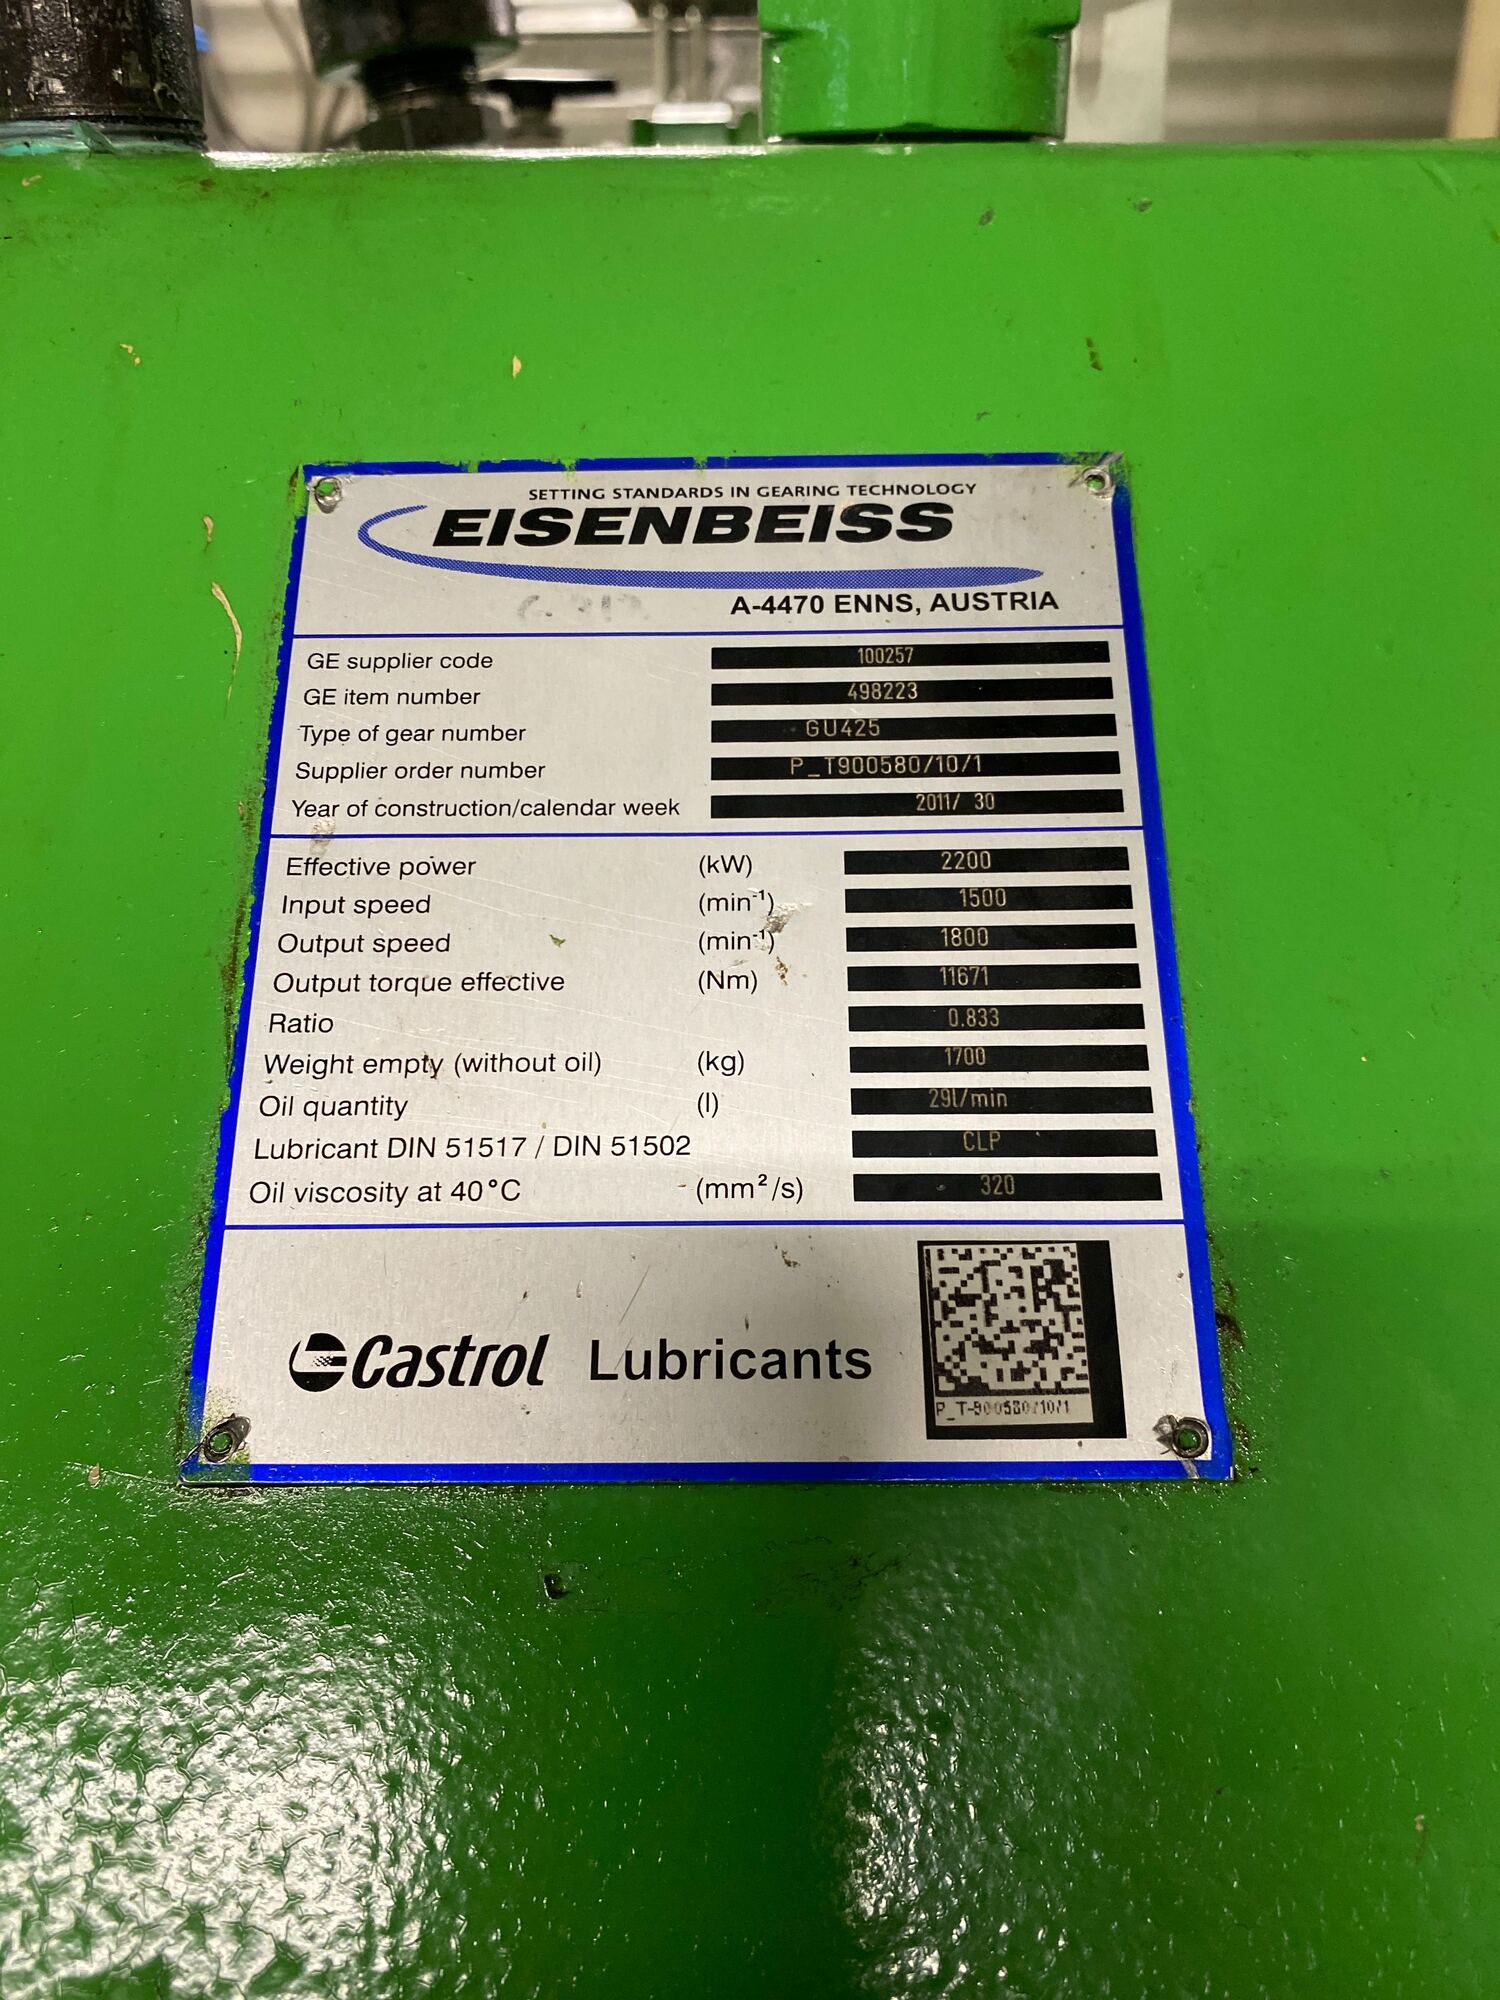 SETTING STANDARDS IN GEARING TECHNOLOGY
EISENBEISS
A-4470 ENNS, AUSTRIA
GE supplier code 100257
GE item number 498223
Type of gear number GU425
Supplier order number P_T900580/10/1
Year of construction/calendar week 2011/ 30
Effective power (kW) 2200
Input speed (min⁻¹) 1500
Output speed (min⁻¹) 1800
Output torque effective (Nm) 11671
Ratio 0.833
Weight empty (without oil) (kg) 1700
Oil quantity (l) 29l/min
Lubricant DIN 51517 / DIN 51502 CLP
Oil viscosity at 40°C (mm²/s) 320
Castrol Lubricants
P_T-900580/10/1